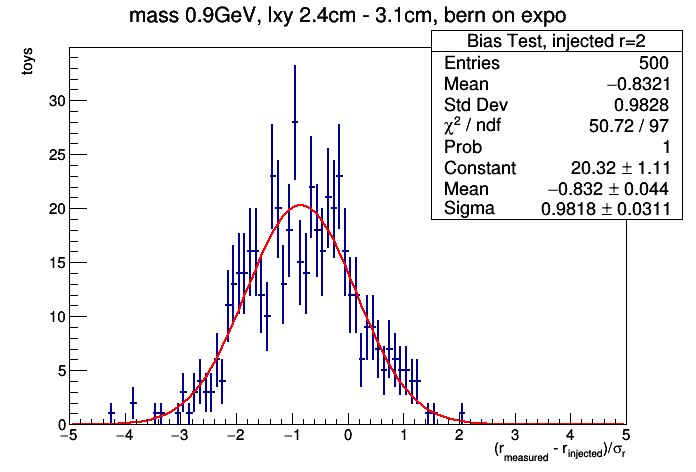 mass 0.9GeV, lxy 2.4cm - 3.1cm, bern on expo
toys
Bias Test, injected r=2
Entries 500
Mean −0.8321
Std Dev 0.9828
χ² / ndf 50.72 / 97
Prob 1
Constant 20.32 ± 1.11
Mean −0.832 ± 0.044
Sigma 0.9818 ± 0.0311
30
25
20
15
10
5
0
−5 −4 −3 −2 −1 0 1 2 3 4 5
(r_measured - r_injected)/σ_r